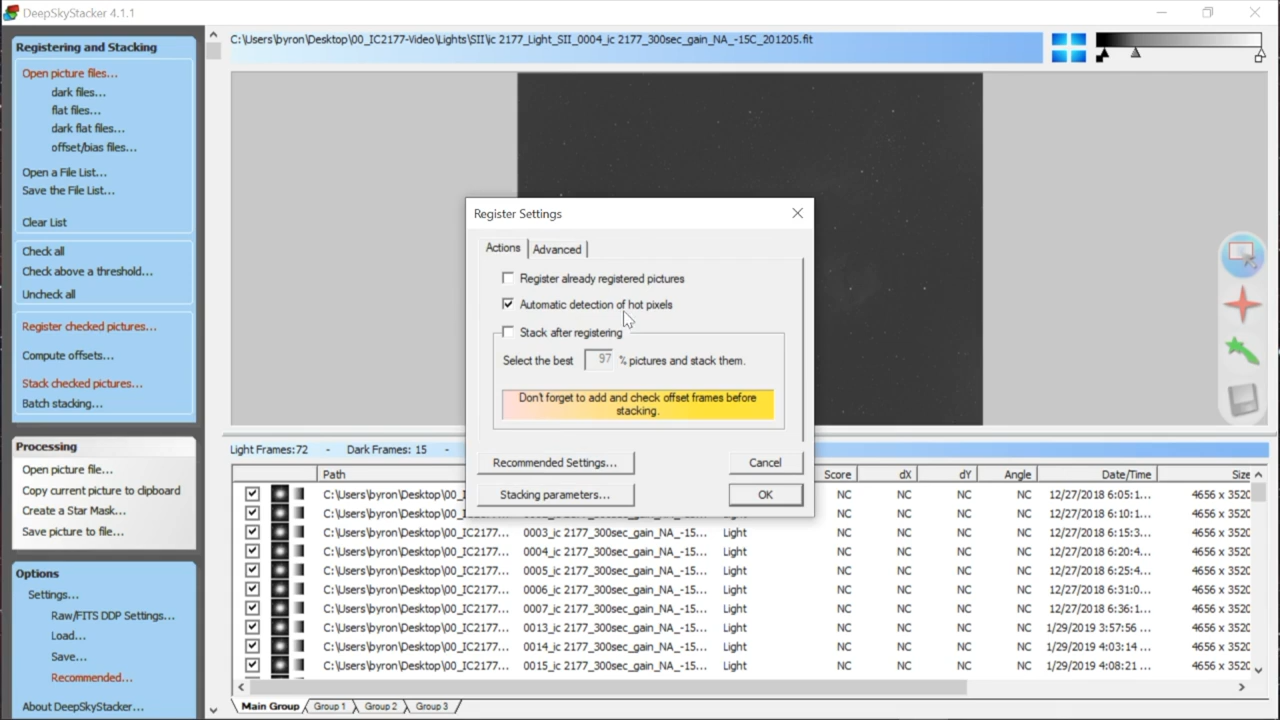 DeepSkyStacker 4.1.1
Registering and Stacking
Open picture files...
dark files...
flat files...
dark flat files...
offset/bias files...
Open a File List...
Save the File List...
Clear List
Check all
Check above a threshold...
Uncheck all
Register checked pictures...
Compute offsets...
Stack checked pictures...
Batch stacking...
Processing
Open picture file...
Copy current picture to clipboard
Create a Star Mask...
Save picture to file...
Options
Settings...
Raw/FITS DDP Settings...
Load...
Save...
Recommended...
About DeepSkyStacker...
C:\Users\byron\Desktop\00_IC2177-Video\Lights\SII\ic 2177_Light_SII_0004_ic 2177_300sec_gain_NA_-15C_201205.fit
Register Settings
Actions Advanced
Register already registered pictures
Automatic detection of hot pixels
Stack after registering
Select the best 97 % pictures and stack them.
Don't forget to add and check offset frames before
stacking.
Recommended Settings... Cancel
Stacking parameters... OK
Light Frames:72 - Dark Frames: 15 -
Path Score dX dY Angle Date/Time Size
C:\Users\byron\Desktop\00_I NC NC NC NC 12/27/2018 6:05:1... 4656 x 3520
C:\Users\byron\Desktop\00_I NC NC NC NC 12/27/2018 6:10:1... 4656 x 3520
C:\Users\byron\Desktop\00_IC2177... 0003_ic 2177_300sec_gain_NA_-15... Light NC NC NC NC 12/27/2018 6:15:3... 4656 x 3520
C:\Users\byron\Desktop\00_IC2177... 0004_ic 2177_300sec_gain_NA_-15... Light NC NC NC NC 12/27/2018 6:20:4... 4656 x 3520
C:\Users\byron\Desktop\00_IC2177... 0005_ic 2177_300sec_gain_NA_-15... Light NC NC NC NC 12/27/2018 6:25:4... 4656 x 3520
C:\Users\byron\Desktop\00_IC2177... 0006_ic 2177_300sec_gain_NA_-15... Light NC NC NC NC 12/27/2018 6:31:0... 4656 x 3520
C:\Users\byron\Desktop\00_IC2177... 0007_ic 2177_300sec_gain_NA_-15... Light NC NC NC NC 12/27/2018 6:36:1... 4656 x 3520
C:\Users\byron\Desktop\00_IC2177... 0013_ic 2177_300sec_gain_NA_-15... Light NC NC NC NC 1/29/2019 3:57:56 ... 4656 x 3520
C:\Users\byron\Desktop\00_IC2177... 0014_ic 2177_300sec_gain_NA_-15... Light NC NC NC NC 1/29/2019 4:03:14 ... 4656 x 3520
C:\Users\byron\Desktop\00_IC2177... 0015_ic 2177_300sec_gain_NA_-15... Light NC NC NC NC 1/29/2019 4:08:21 ... 4656 x 3520
Main Group Group 1 Group 2 Group 3